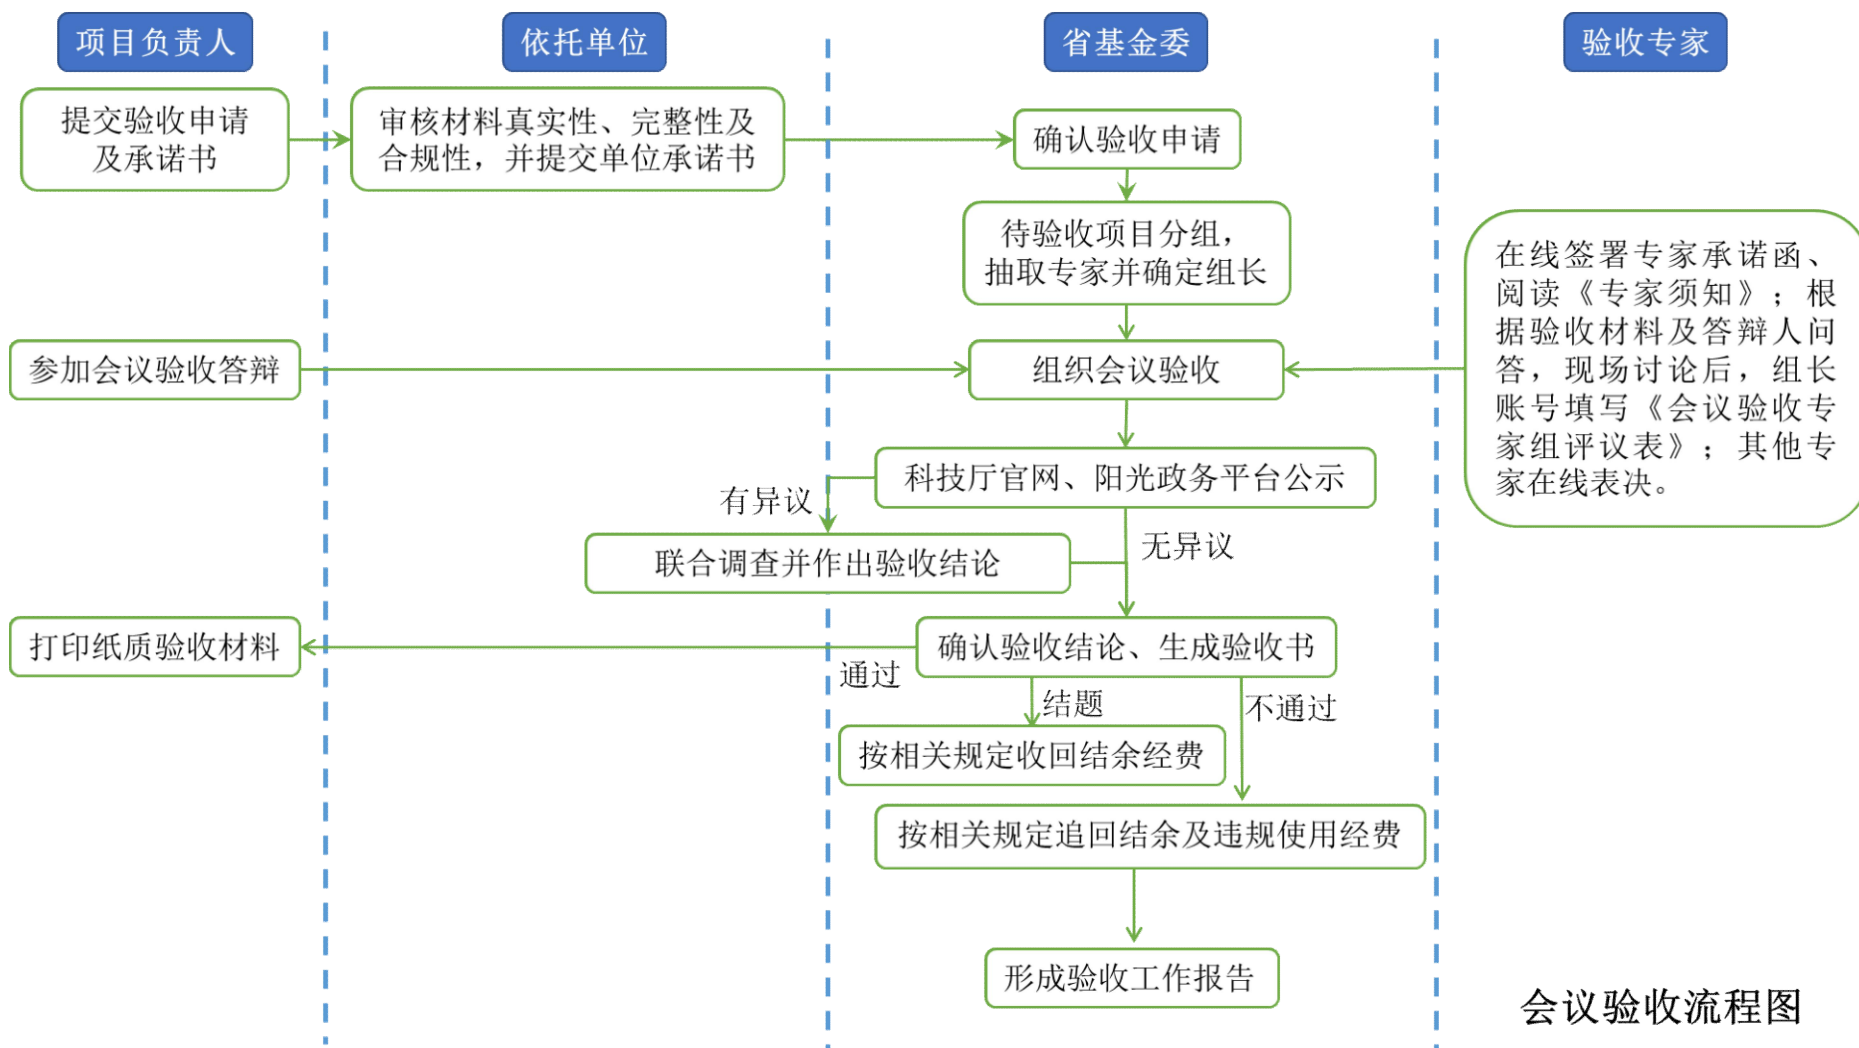 项目负责人
依托单位
省基金委
验收专家
提交验收申请
及承诺书
审核材料真实性、完整性及
合规性，并提交单位承诺书
确认验收申请
待验收项目分组，
抽取专家并确定组长
在线签署专家承诺函、
阅读《专家须知》；根
据验收材料及答辩人问
答，现场讨论后，组长
账号填写《会议验收专
家组评议表》；其他专
家在线表决。
参加会议验收答辩
组织会议验收
科技厅官网、阳光政务平台公示
有异议
无异议
联合调查并作出验收结论
打印纸质验收材料
确认验收结论、生成验收书
通过
结题
不通过
按相关规定收回结余经费
按相关规定追回结余及违规使用经费
形成验收工作报告
会议验收流程图